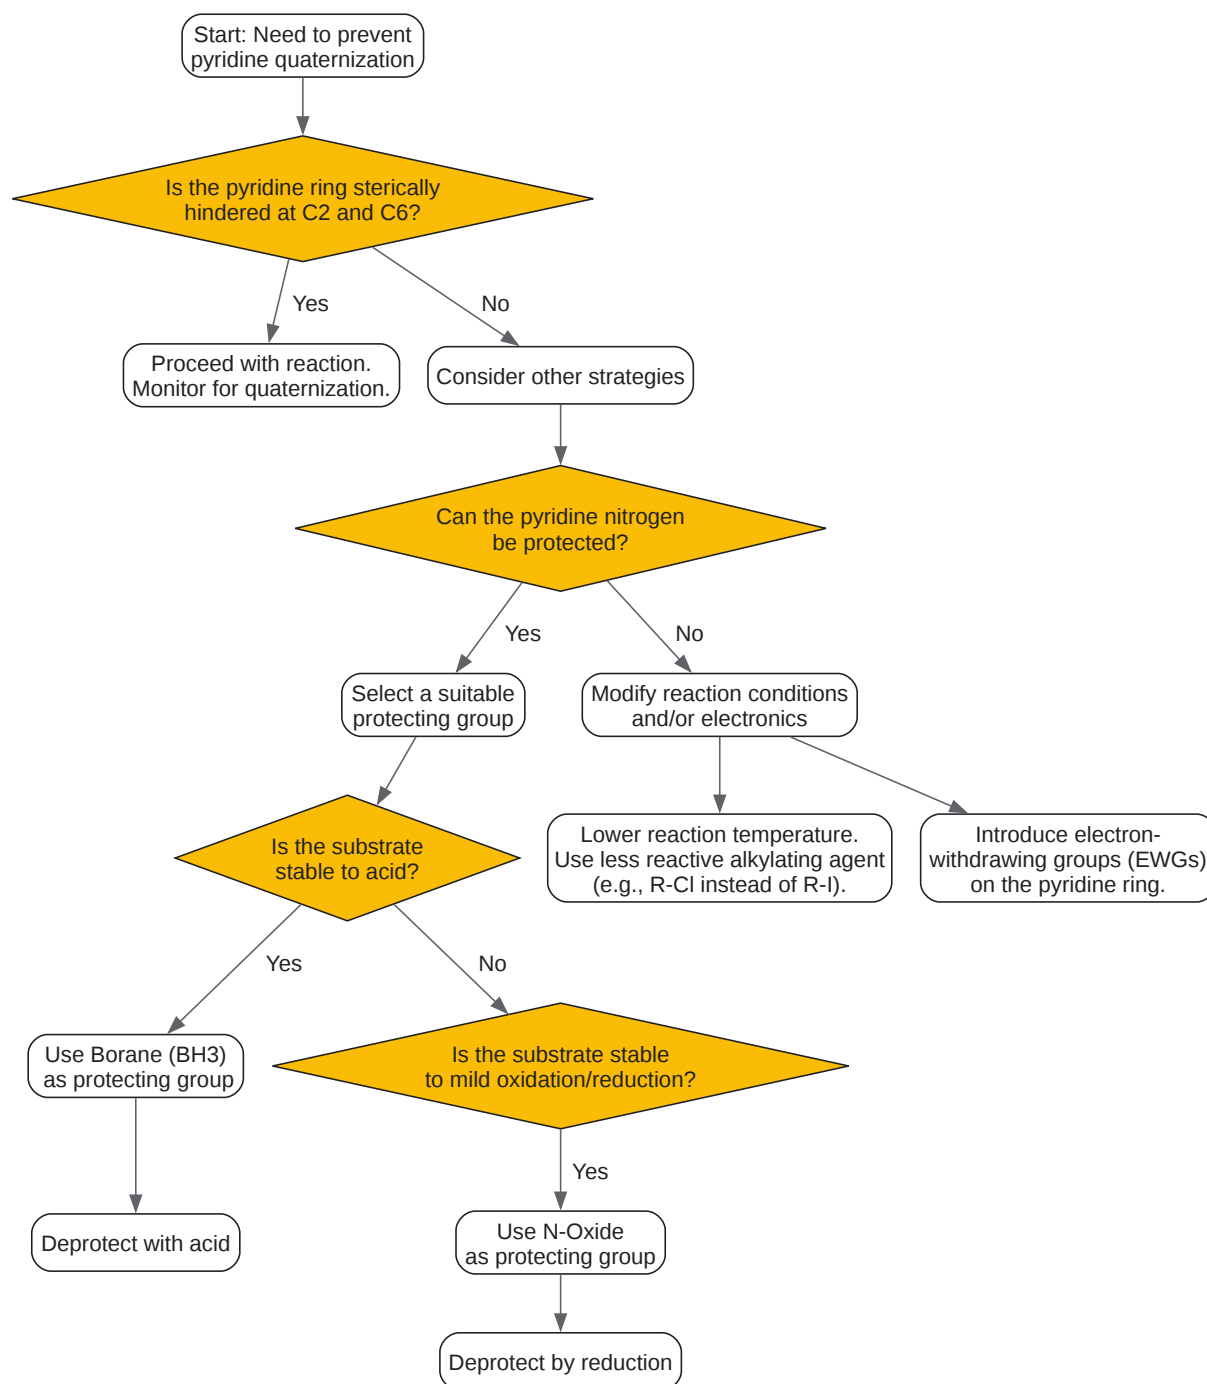 Start: Need to prevent
pyridine quaternization
Is the pyridine ring sterically
hindered at C2 and C6?
Yes
No
Proceed with reaction.
Monitor for quaternization.
Consider other strategies
Can the pyridine nitrogen
be protected?
Yes
No
Select a suitable
protecting group
Modify reaction conditions
and/or electronics
Is the substrate
stable to acid?
Lower reaction temperature.
Use less reactive alkylating agent
(e.g., R-Cl instead of R-I).
Introduce electron-
withdrawing groups (EWGs)
on the pyridine ring.
Yes
No
Use Borane (BH3)
as protecting group
Is the substrate stable
to mild oxidation/reduction?
Yes
Deprotect with acid
Use N-Oxide
as protecting group
Deprotect by reduction